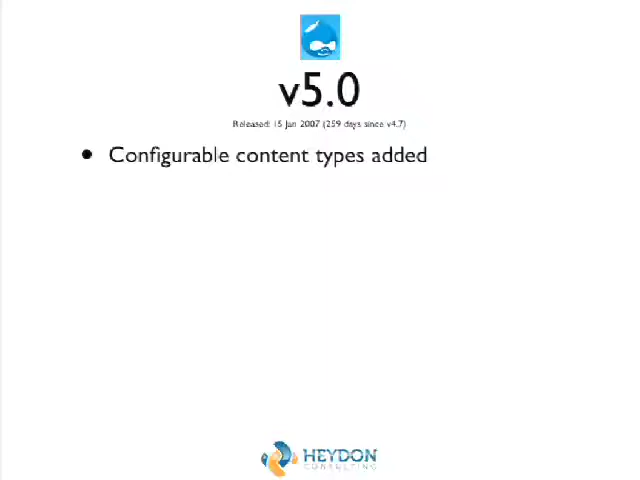 v5.0
Released: 15 Jan 2007 (259 days since v4.7)
• Configurable content types added
HEYDON
CONSULTING